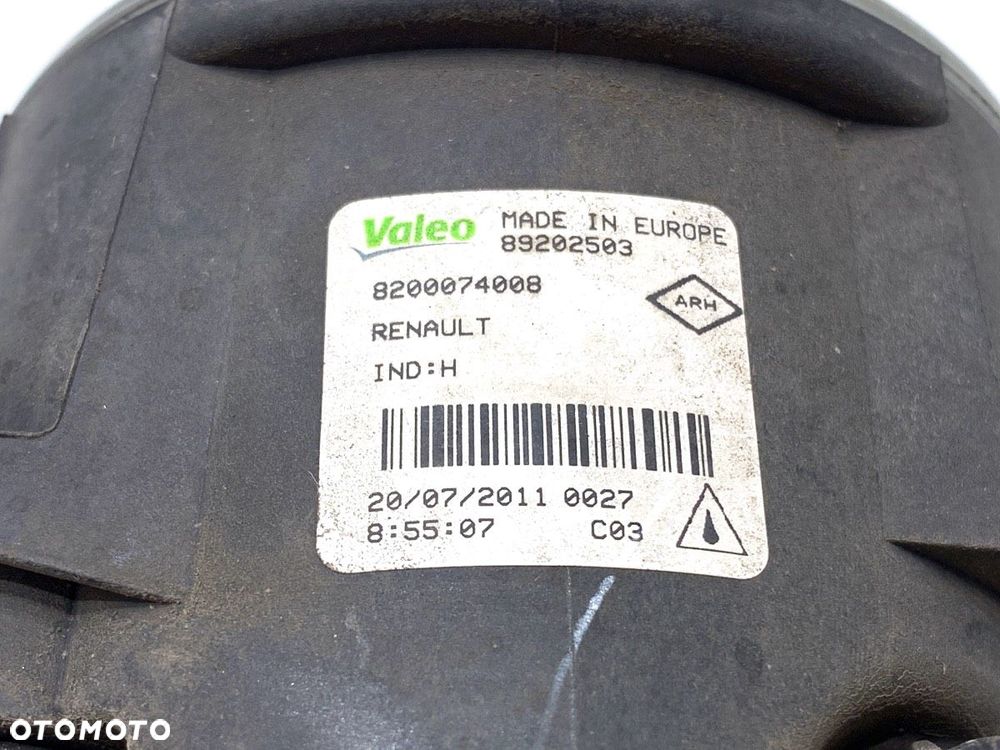 Valeo MADE IN EUROPE
89202503
8200074008
ARH
RENAULT
IND:H
20/07/2011 0027
8:55:07 C03
OTOMOTO